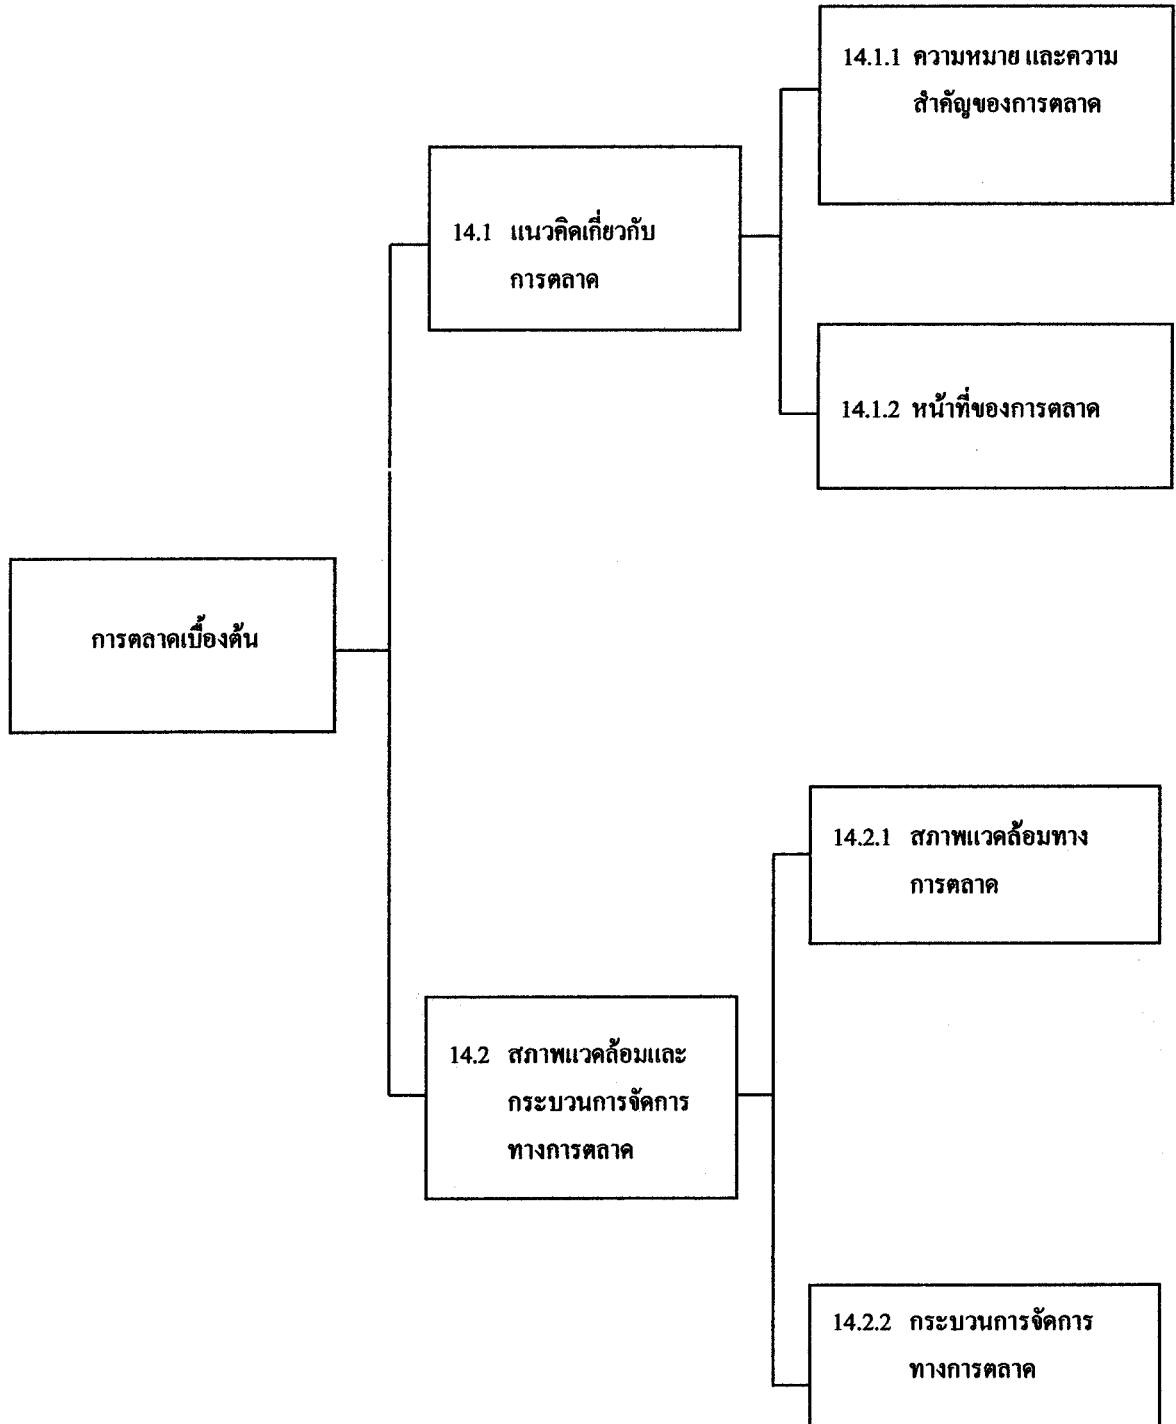 14.1.1 ความหมาย และความ
สำคัญของการตลาด
14.1 แนวคิดเกี่ยวกับ
การตลาด
14.1.2 หน้าที่ของการตลาด
การตลาดเบื้องต้น
14.2.1 สภาพแวดล้อมทาง
การตลาด
14.2 สภาพแวดล้อมและ
กระบวนการจัดการ
ทางการตลาด
14.2.2 กระบวนการจัดการ
ทางการตลาด